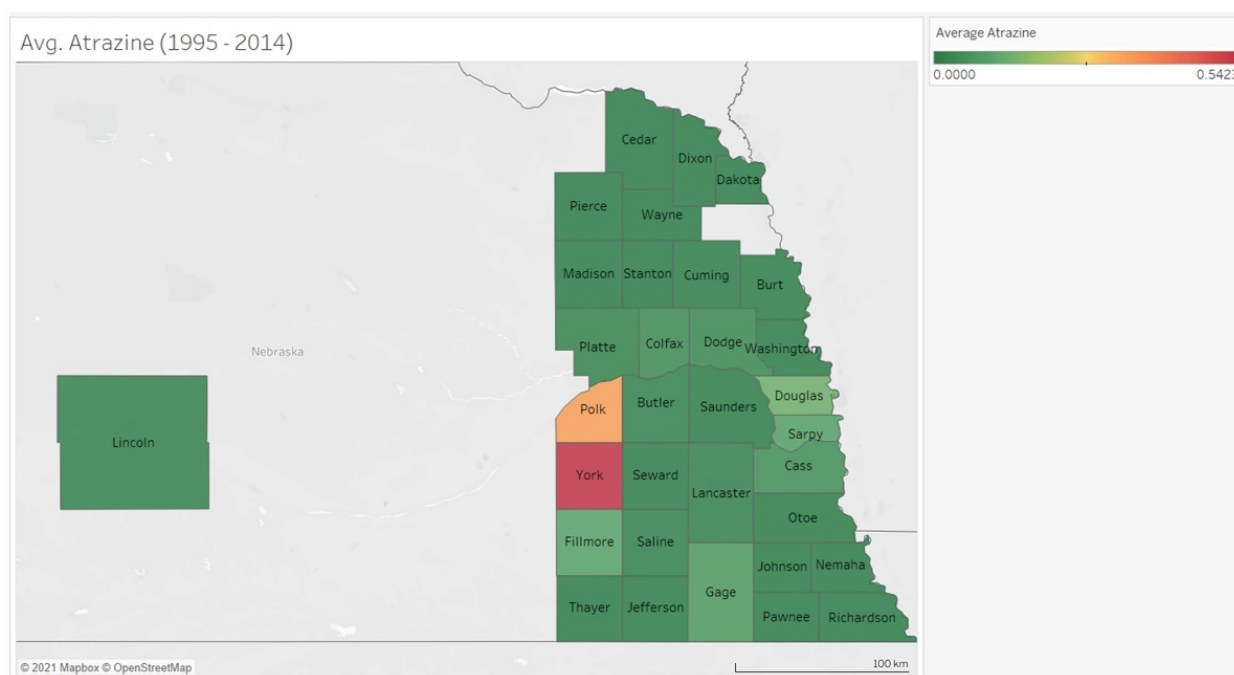 Avg. Atrazine (1995 - 2014)
Average Atrazine
0.0000 0.5423
Cedar
Dixon
Dakota
Pierce
Wayne
Madison Stanton Cuming
Burt
Platte Colfax Dodge Washington
Nebraska
Polk Butler Saunders Douglas
Sarpy
Lincoln
York Seward Lancaster Cass
Otoe
Fillmore Saline
Johnson Nemaha
Gage
Thayer Jefferson Pawnee Richardson
© 2021 Mapbox © OpenStreetMap
100 km